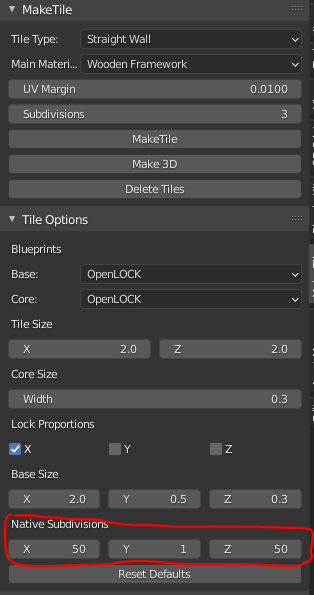 MakeTile
Tile Type: Straight Wall
Main Materi... Wooden Framework
UV Margin 0.0100
Subdivisions 3
MakeTile
Make 3D
Delete Tiles
Tile Options
Blueprints
Base: OpenLOCK
Core: OpenLOCK
Tile Size
X 2.0 Z 2.0
Core Size
Width 0.3
Lock Proportions
X Y Z
Base Size
X 2.0 Y 0.5 Z 0.3
Native Subdivisions
X 50 Y 1 Z 50
Reset Defaults